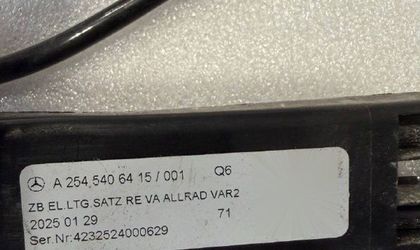 A 254 540 64 15 / 001 Q6
ZB EL.LTG.SATZ RE VA ALLRAD VAR2
2025 01 29 71
Ser.Nr:4232524000629